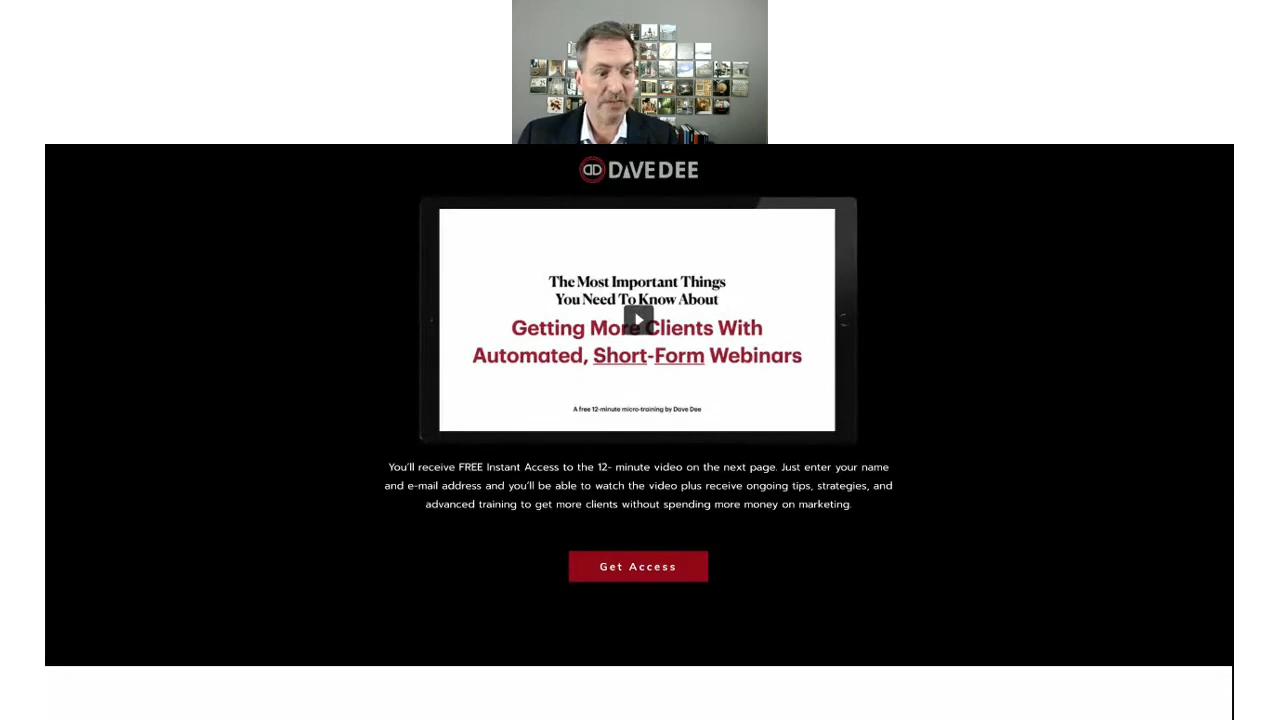 DD DAVE DEE
The Most Important Things
You Need To Know About
Getting More Clients With
Automated, Short-Form Webinars
A free 12-minute micro-training by Dave Dee
You'll receive FREE Instant Access to the 12- minute video on the next page. Just enter your name
and e-mail address and you'll be able to watch the video plus receive ongoing tips, strategies, and
advanced training to get more clients without spending more money on marketing.
Get Access